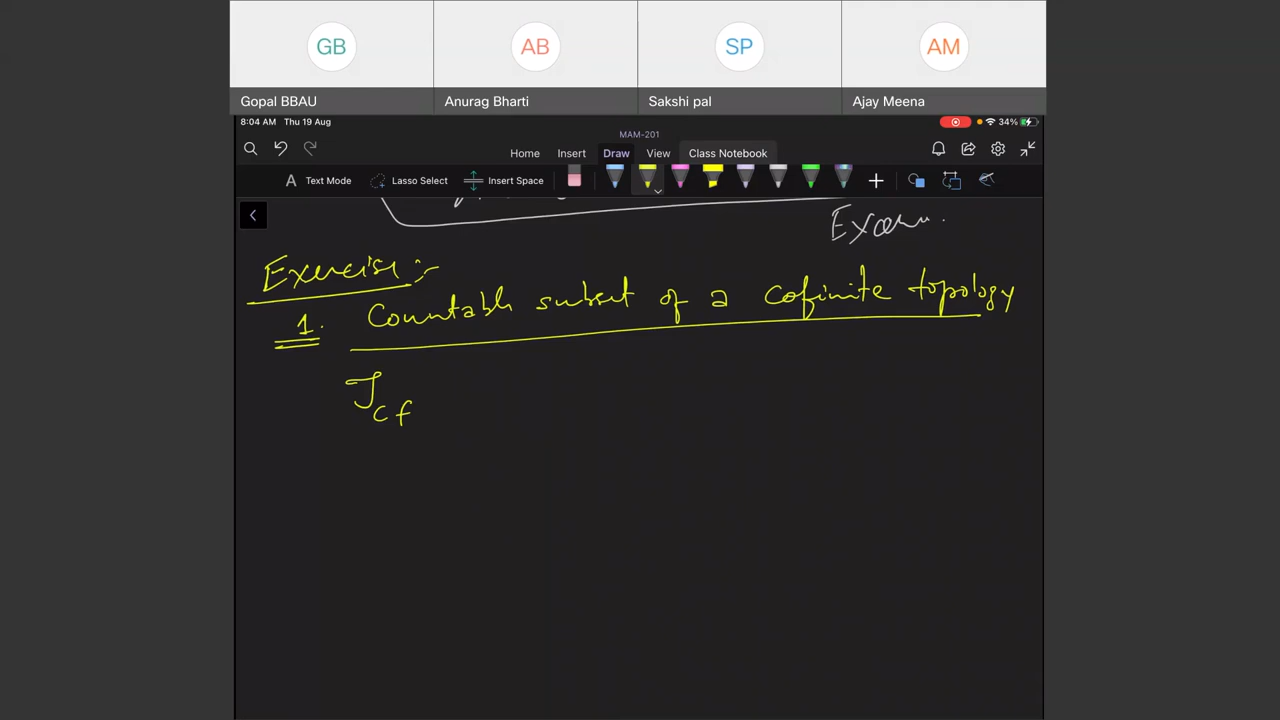 GB AB SP AM
Gopal BBAU Anurag Bharti Sakshi pal Ajay Meena
8:04 AM Thu 19 Aug 34%
MAM-201
Home Insert Draw View Class Notebook
A Text Mode Lasso Select Insert Space
Exercise :-
1. Countable subset of a cofinite topology
J
cf